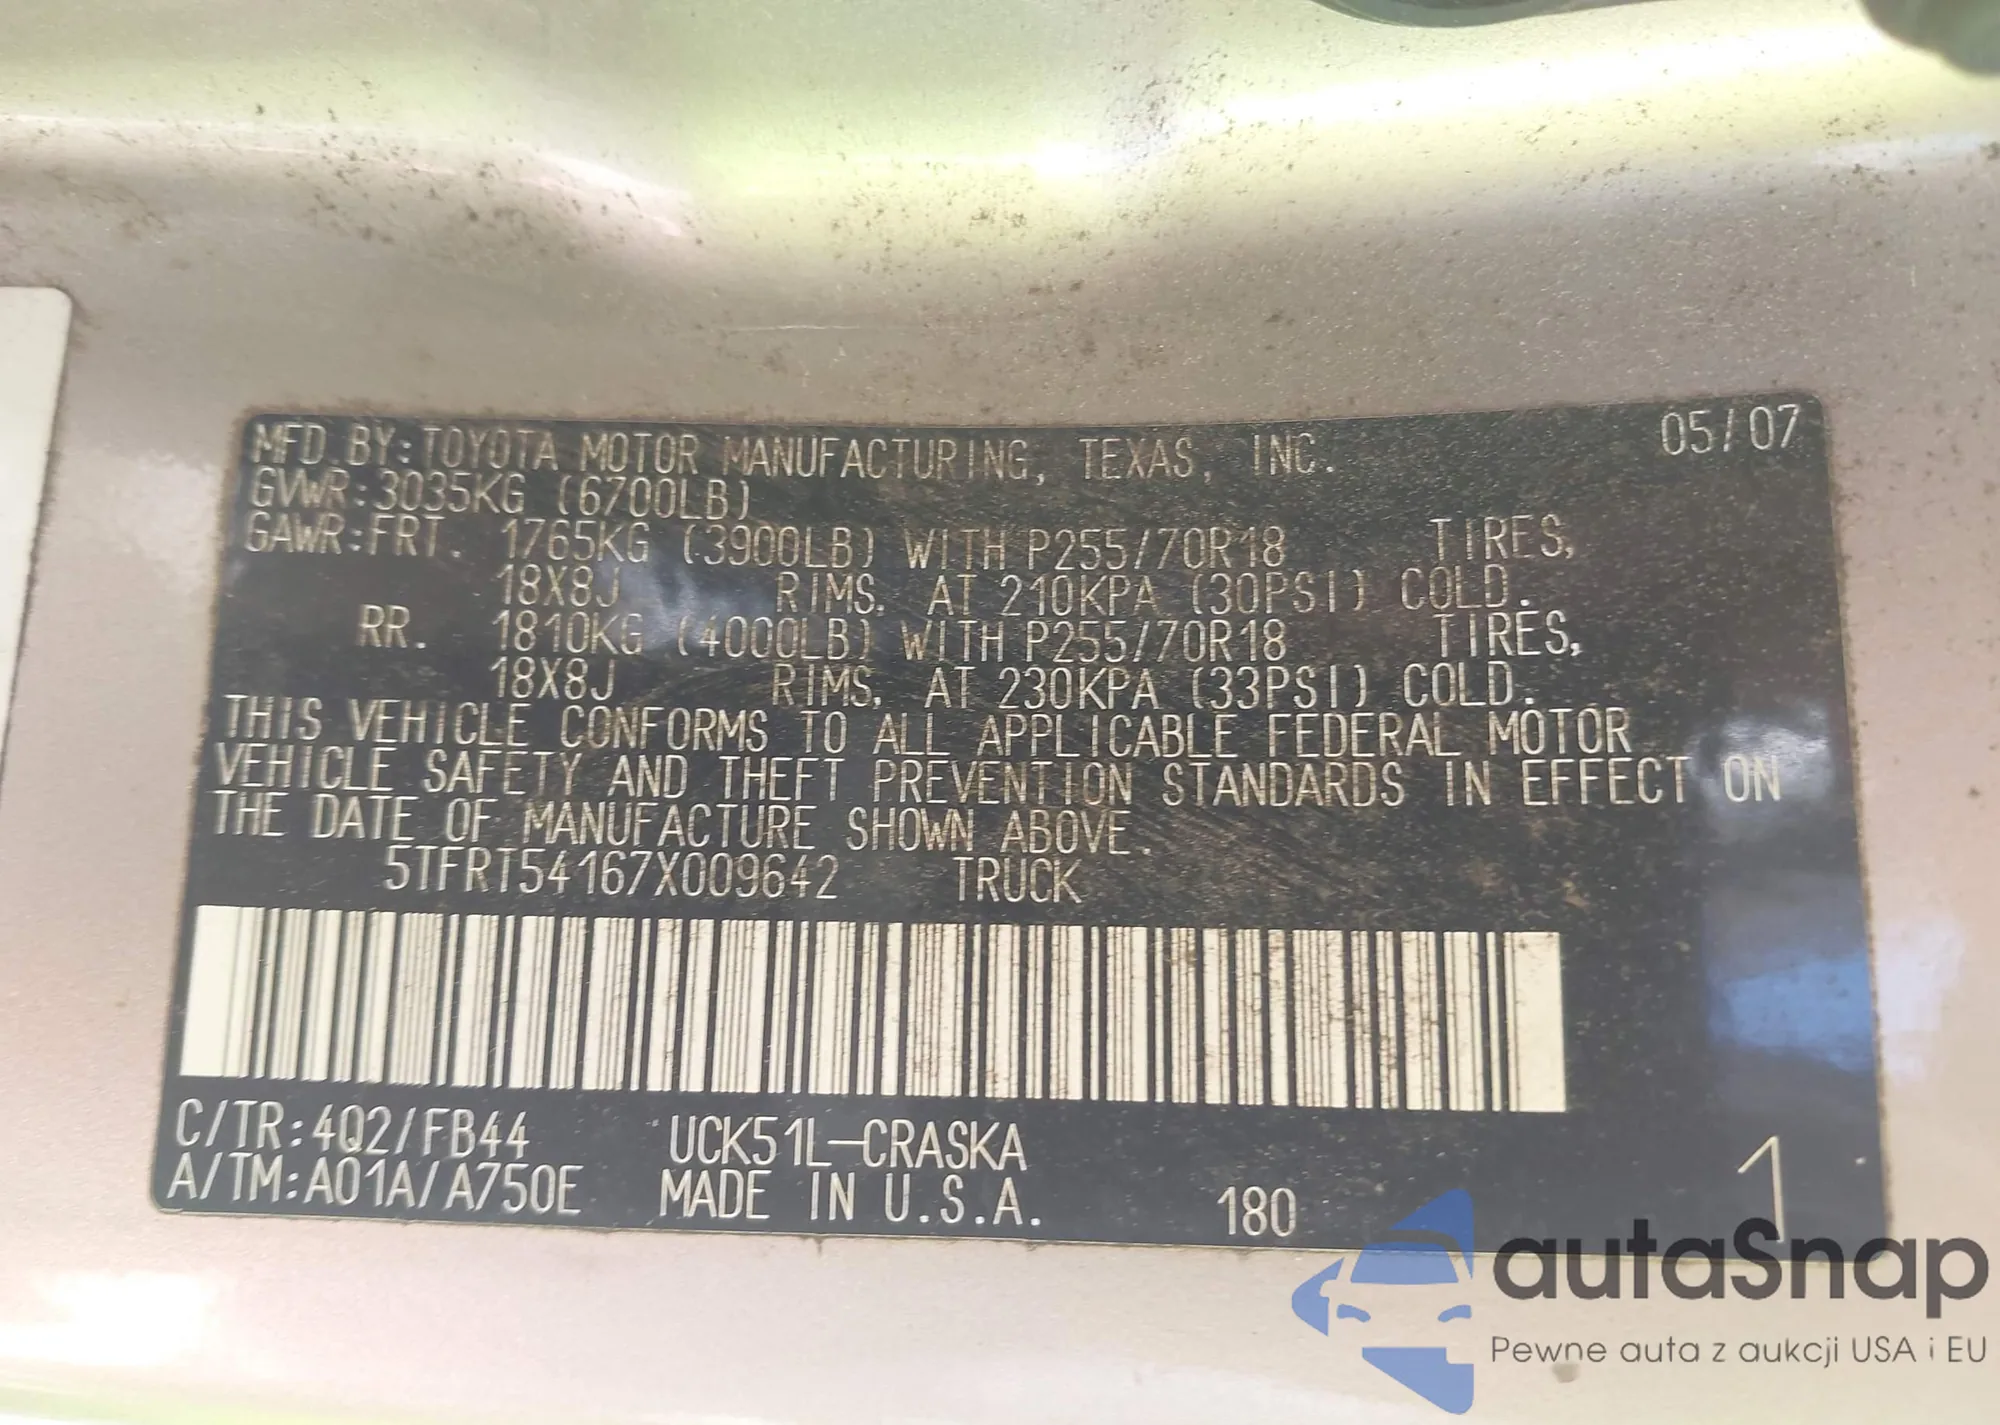 05/07
MFD BY: TOYOTA MOTOR MANUFACTURING, TEXAS, INC.
GVWR: 3035KG (6700LB)
GAWR: FRT. 1765KG (3900LB) WITH P255/70R18 TIRES,
18X8J RIMS, AT 210KPA (30PSI) COLD.
RR. 1810KG (4000LB) WITH P255/70R18 TIRES,
18X8J RIMS, AT 230KPA (33PSI) COLD.
THIS VEHICLE CONFORMS TO ALL APPLICABLE FEDERAL MOTOR
VEHICLE SAFETY AND THEFT PREVENTION STANDARDS IN EFFECT ON
THE DATE OF MANUFACTURE SHOWN ABOVE.
5TFRT54167X009642 TRUCK
C/TR: 4Q2/FB44 UCK51L-CRASKA
A/TM: A01A/A750E MADE IN U.S.A. 180 1
autaSnap
Pewne auta z aukcji USA i EU